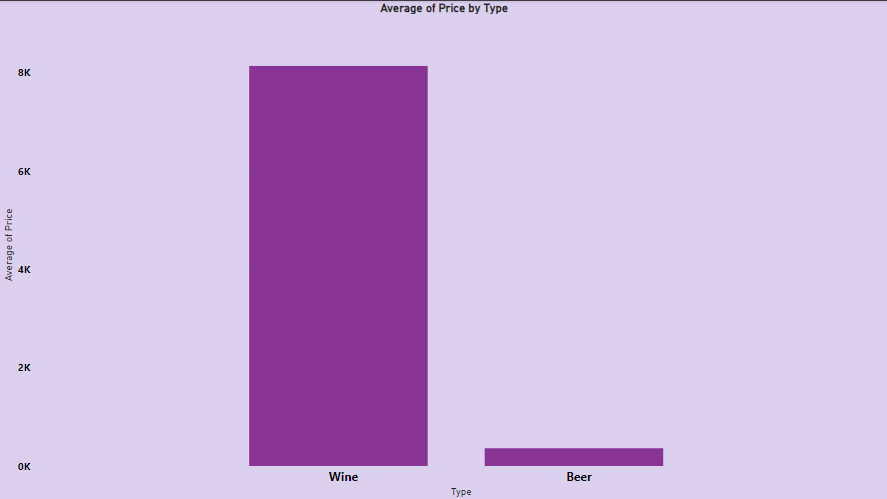 Average of Price by Type
Average of Price
8K
6K
4K
2K
0K
Wine
Beer
Type